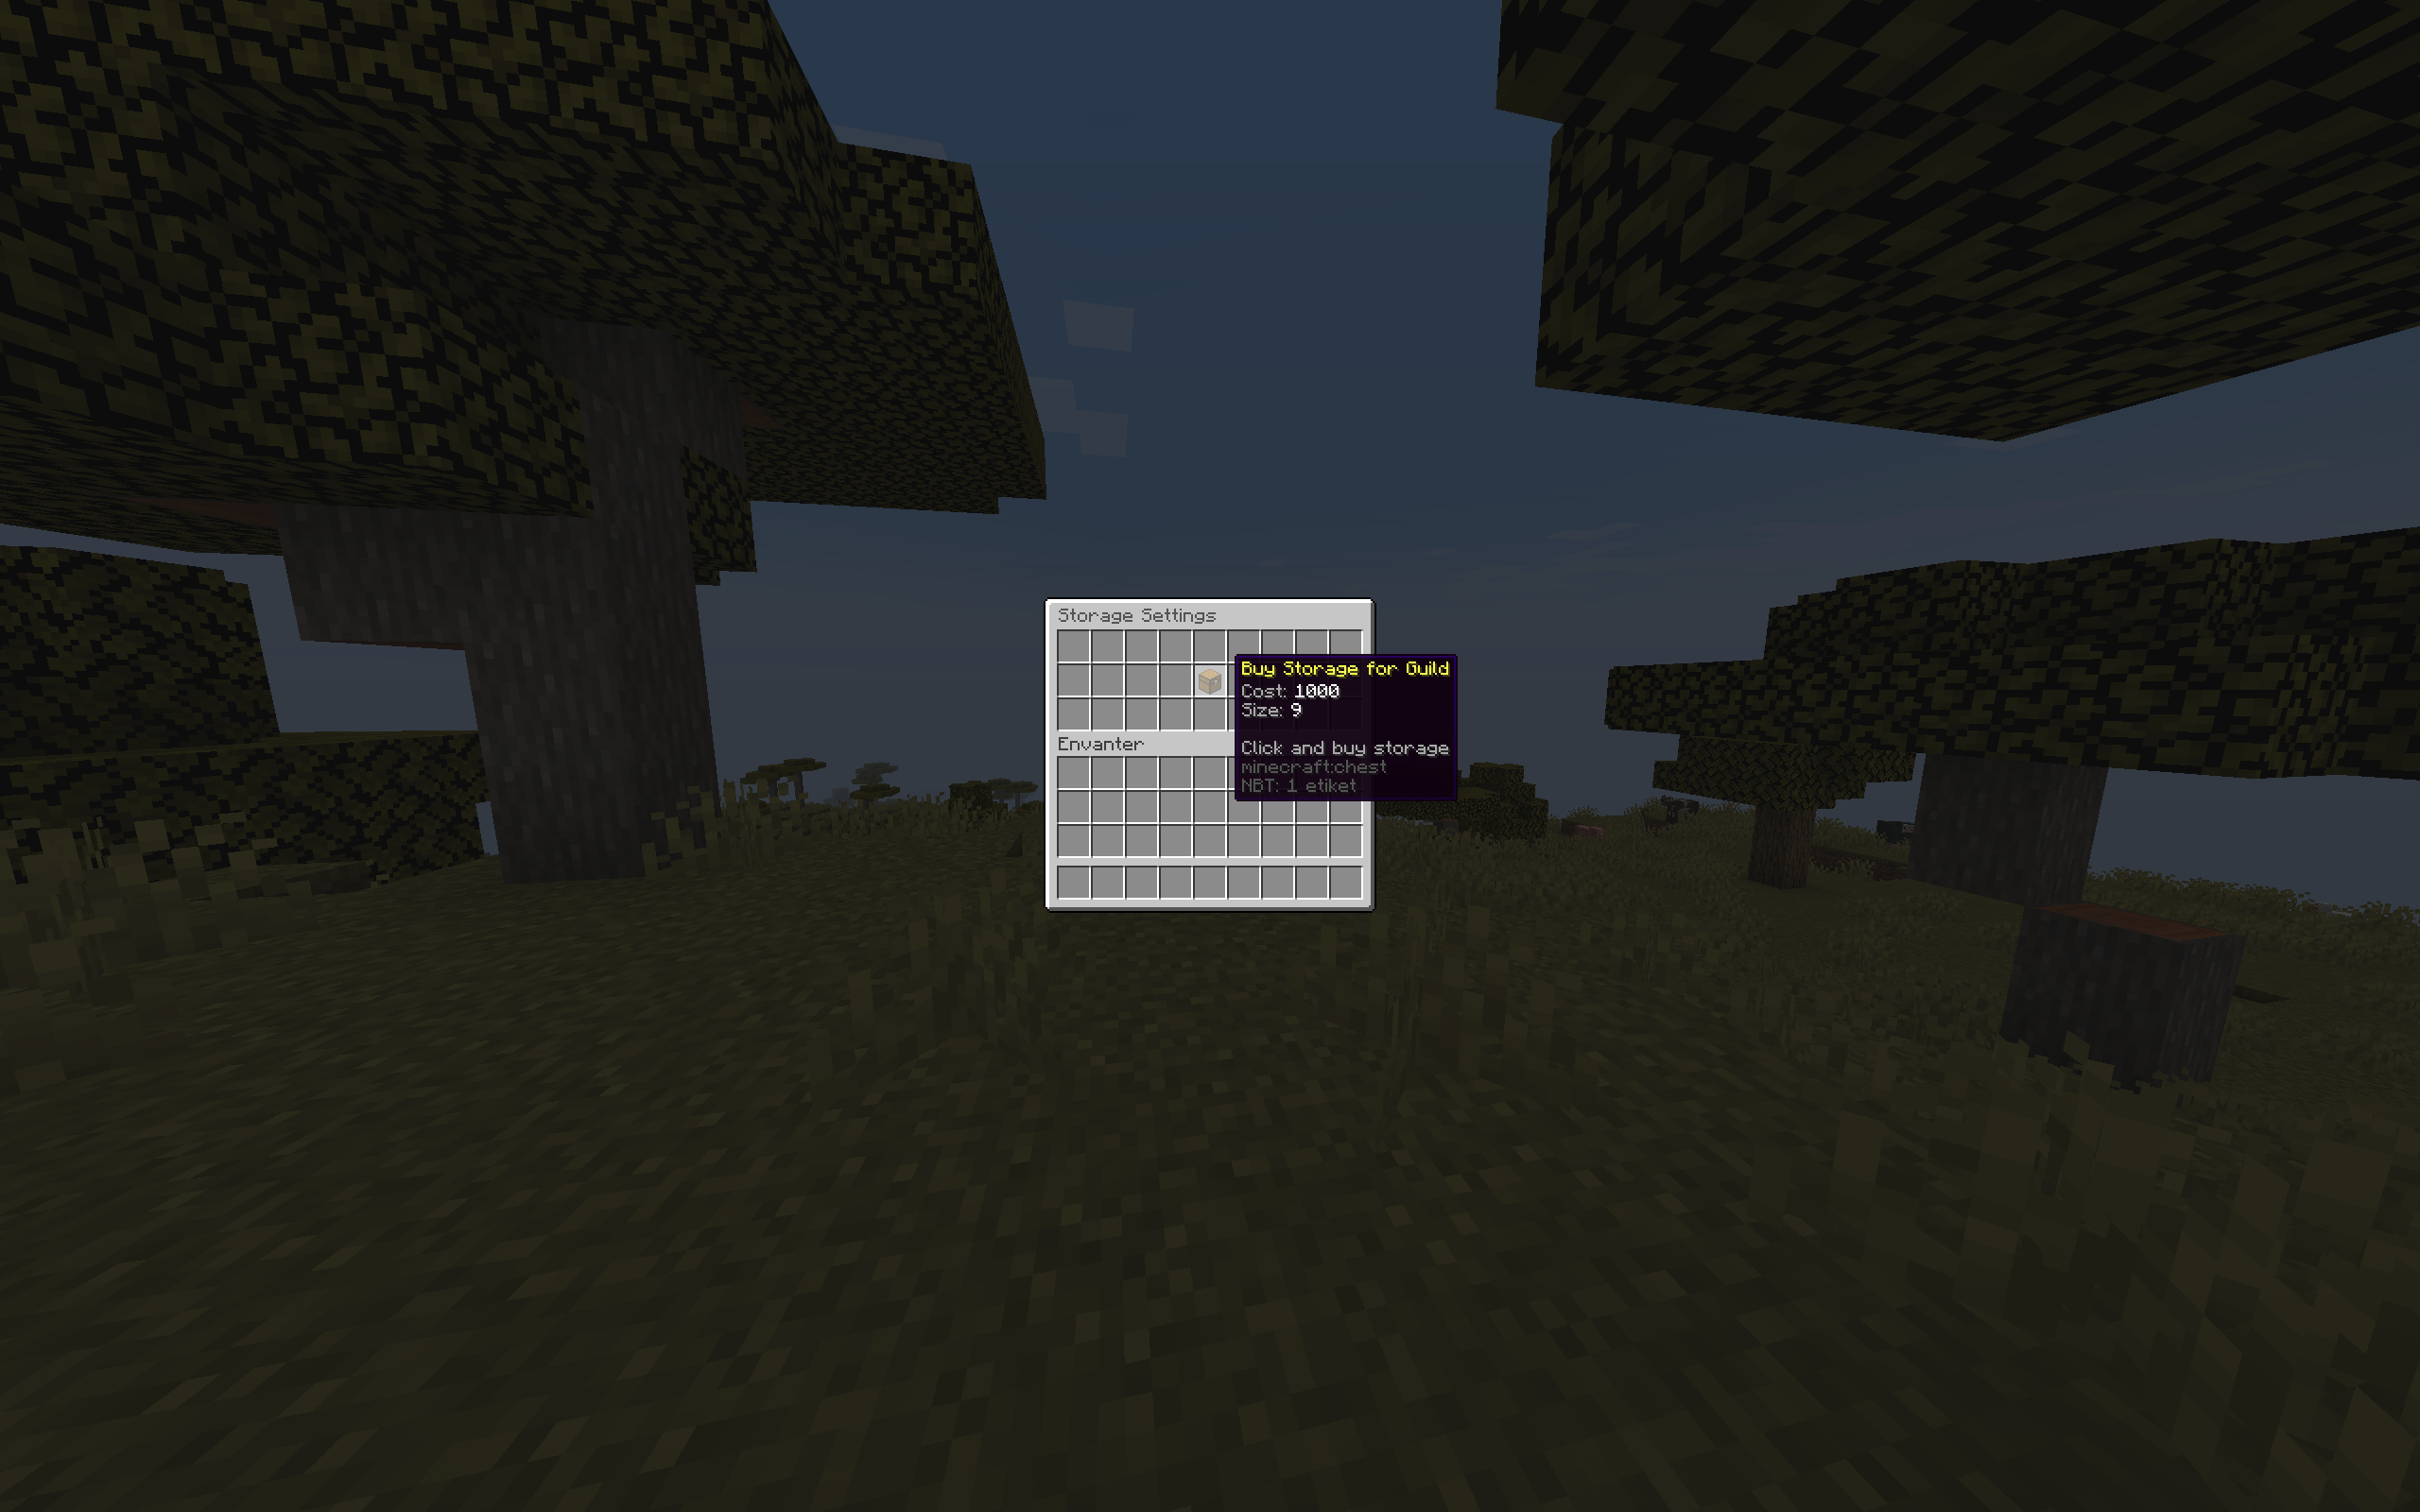 Storage Settings
Buy Storage for Guild
Cost: 1000
Size: 9
Click and buy storage
minecraft:chest
NBT: 1 etiket
Envanter